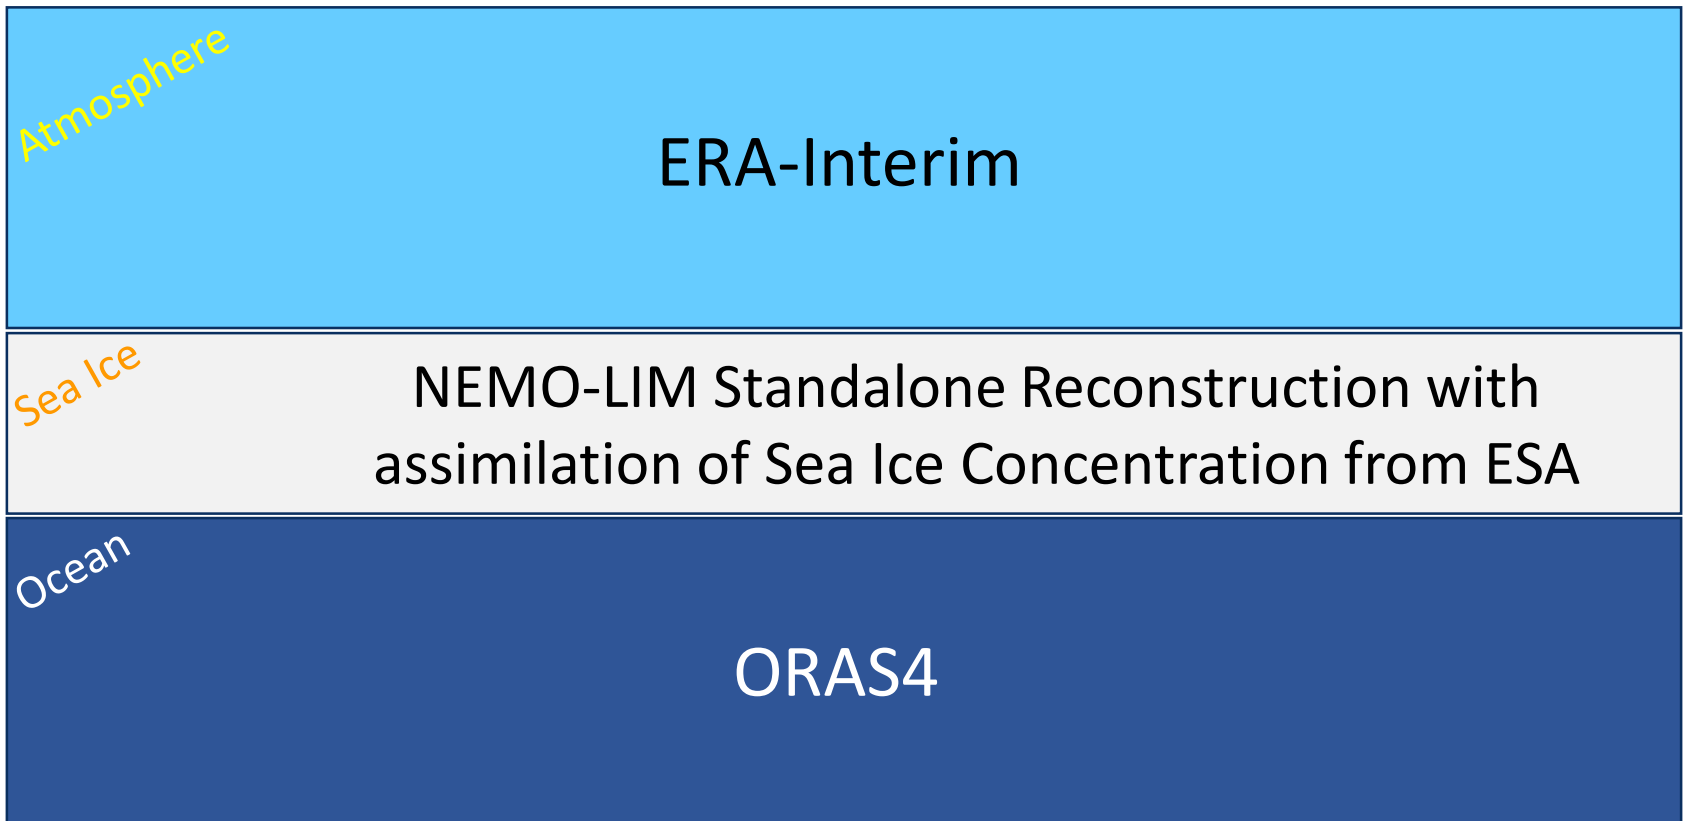 Atmosphere
ERA-Interim
Sea Ice
NEMO-LIM Standalone Reconstruction with
assimilation of Sea Ice Concentration from ESA
Ocean
ORAS4